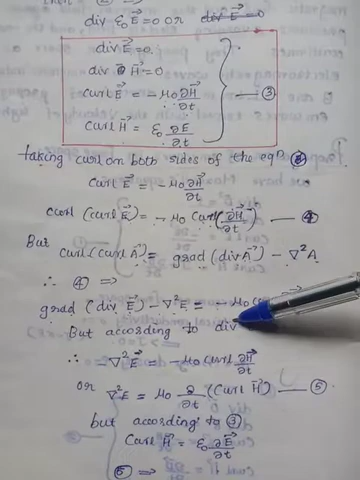 div ε₀E⃗ = 0 or div E⃗ = 0
div E⃗ = 0.
div H⃗ = 0
curl E⃗ = - μ₀ ∂H⃗/∂t
curl H⃗ = ε₀ ∂E⃗/∂t — ③
taking curl on both sides of the eqⁿ ②
curl E⃗ = - μ₀ ∂H⃗/∂t
curl (curl E⃗) = - μ₀ curl (∂H⃗/∂t) — ④
But curl (curl A⃗) = grad (div A⃗) - ∇²A
∴ ④ ⇒
grad (div E⃗) - ∇²E = - μ₀
But according to div
∴ - ∇²E⃗ = - μ₀ curl ∂H⃗/∂t
or ∇²E = μ₀ ∂/∂t (curl H⃗) — ⑤
but according to ③
curl H⃗ = ε₀ ∂E⃗/∂t
⑤ ⇒